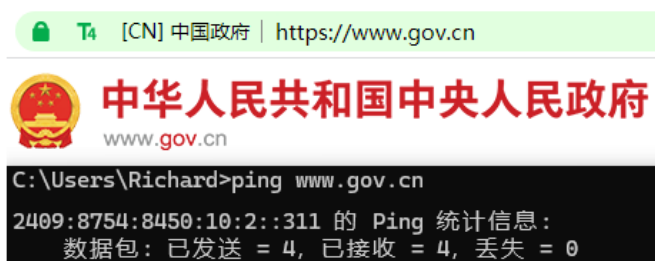 T4 [CN] 中国政府 | https://www.gov.cn
中华人民共和国中央人民政府
www.gov.cn
C:\Users\Richard>ping www.gov.cn
2409:8754:8450:10:2::311 的 Ping 统计信息:
数据包: 已发送 = 4, 已接收 = 4, 丢失 = 0